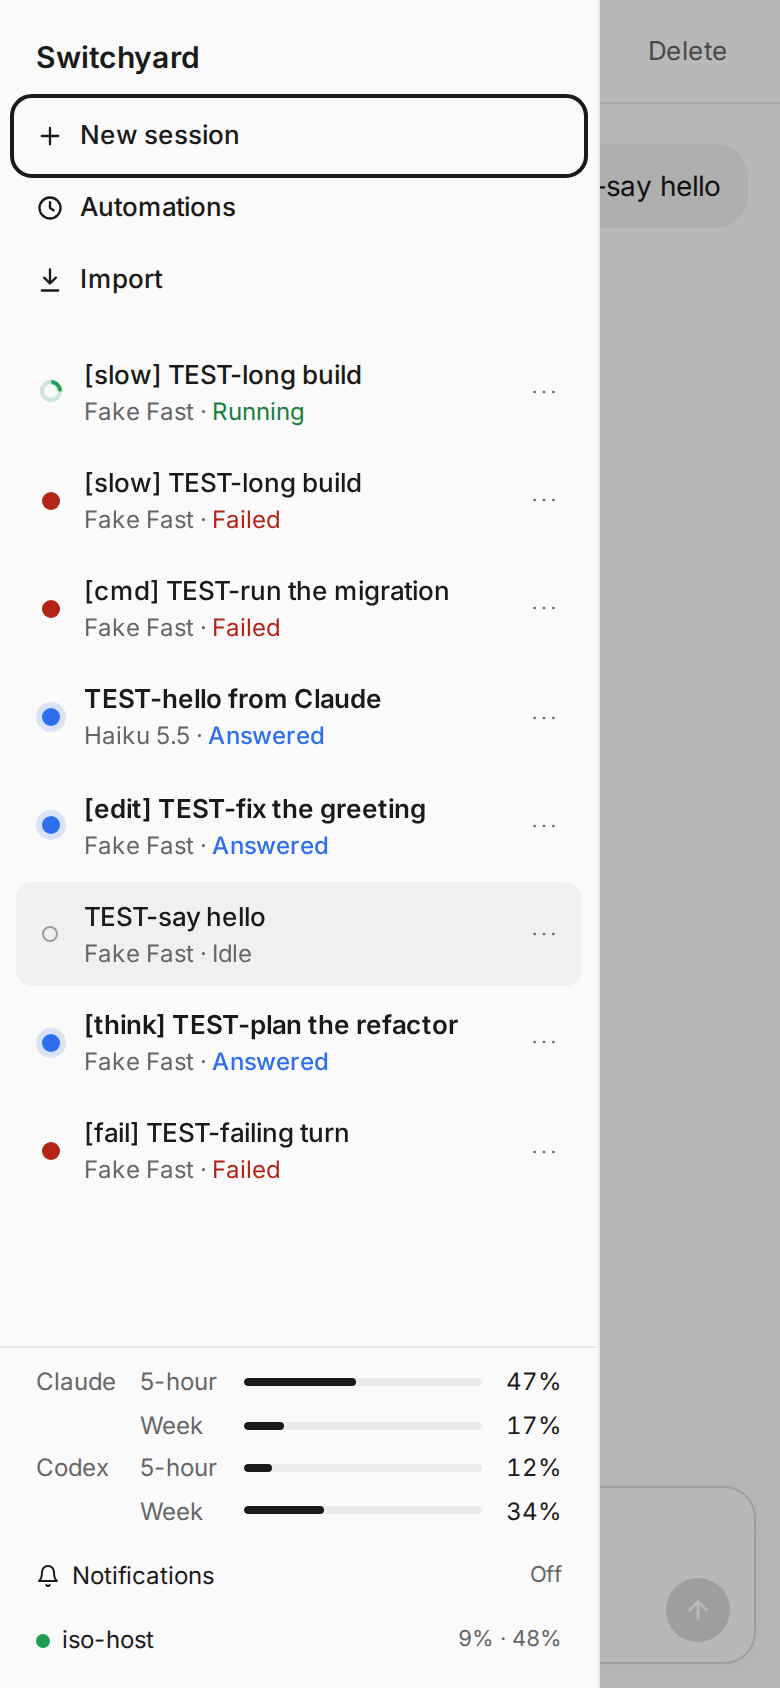 Switchyard
Delete
New session
-say hello
Automations
Import
[slow] TEST-long build
Fake Fast · Running
[slow] TEST-long build
Fake Fast · Failed
[cmd] TEST-run the migration
Fake Fast · Failed
TEST-hello from Claude
Haiku 5.5 · Answered
[edit] TEST-fix the greeting
Fake Fast · Answered
TEST-say hello
Fake Fast · Idle
[think] TEST-plan the refactor
Fake Fast · Answered
[fail] TEST-failing turn
Fake Fast · Failed
Claude 5-hour 47%
Week 17%
Codex 5-hour 12%
Week 34%
Notifications Off
iso-host 9% · 48%